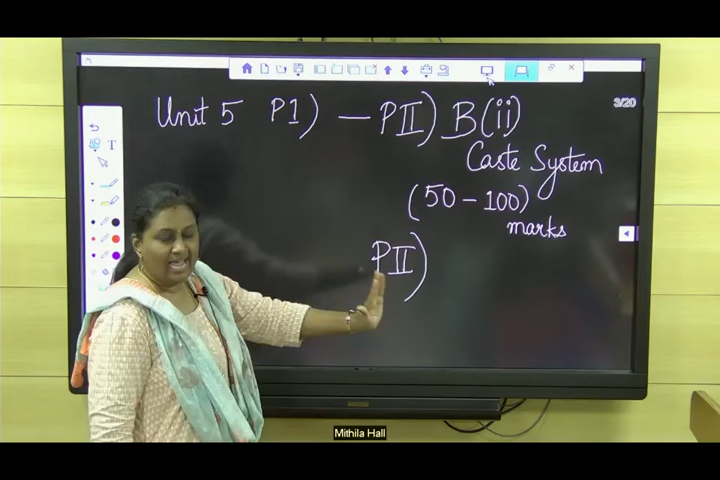 3/20
Unit 5 PI) — PII) B(ii)
Caste System
(50 - 100)
marks
PII)
T
Mithila Hall